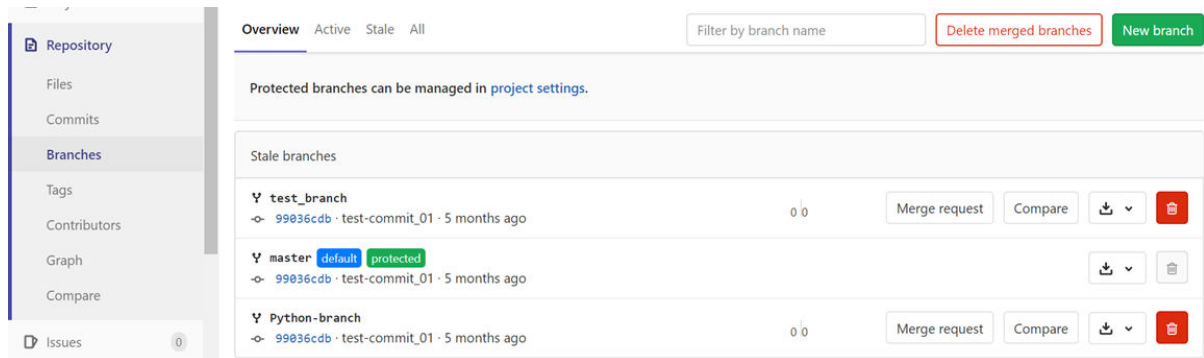 Repository
Files
Commits
Branches
Tags
Contributors
Graph
Compare
Issues 0
Overview Active Stale All Filter by branch name Delete merged branches New branch
Protected branches can be managed in project settings.
Stale branches
test_branch
99036cdb · test-commit_01 · 5 months ago
0 0 Merge request Compare
master default protected
99036cdb · test-commit_01 · 5 months ago
Python-branch
99036cdb · test-commit_01 · 5 months ago
0 0 Merge request Compare